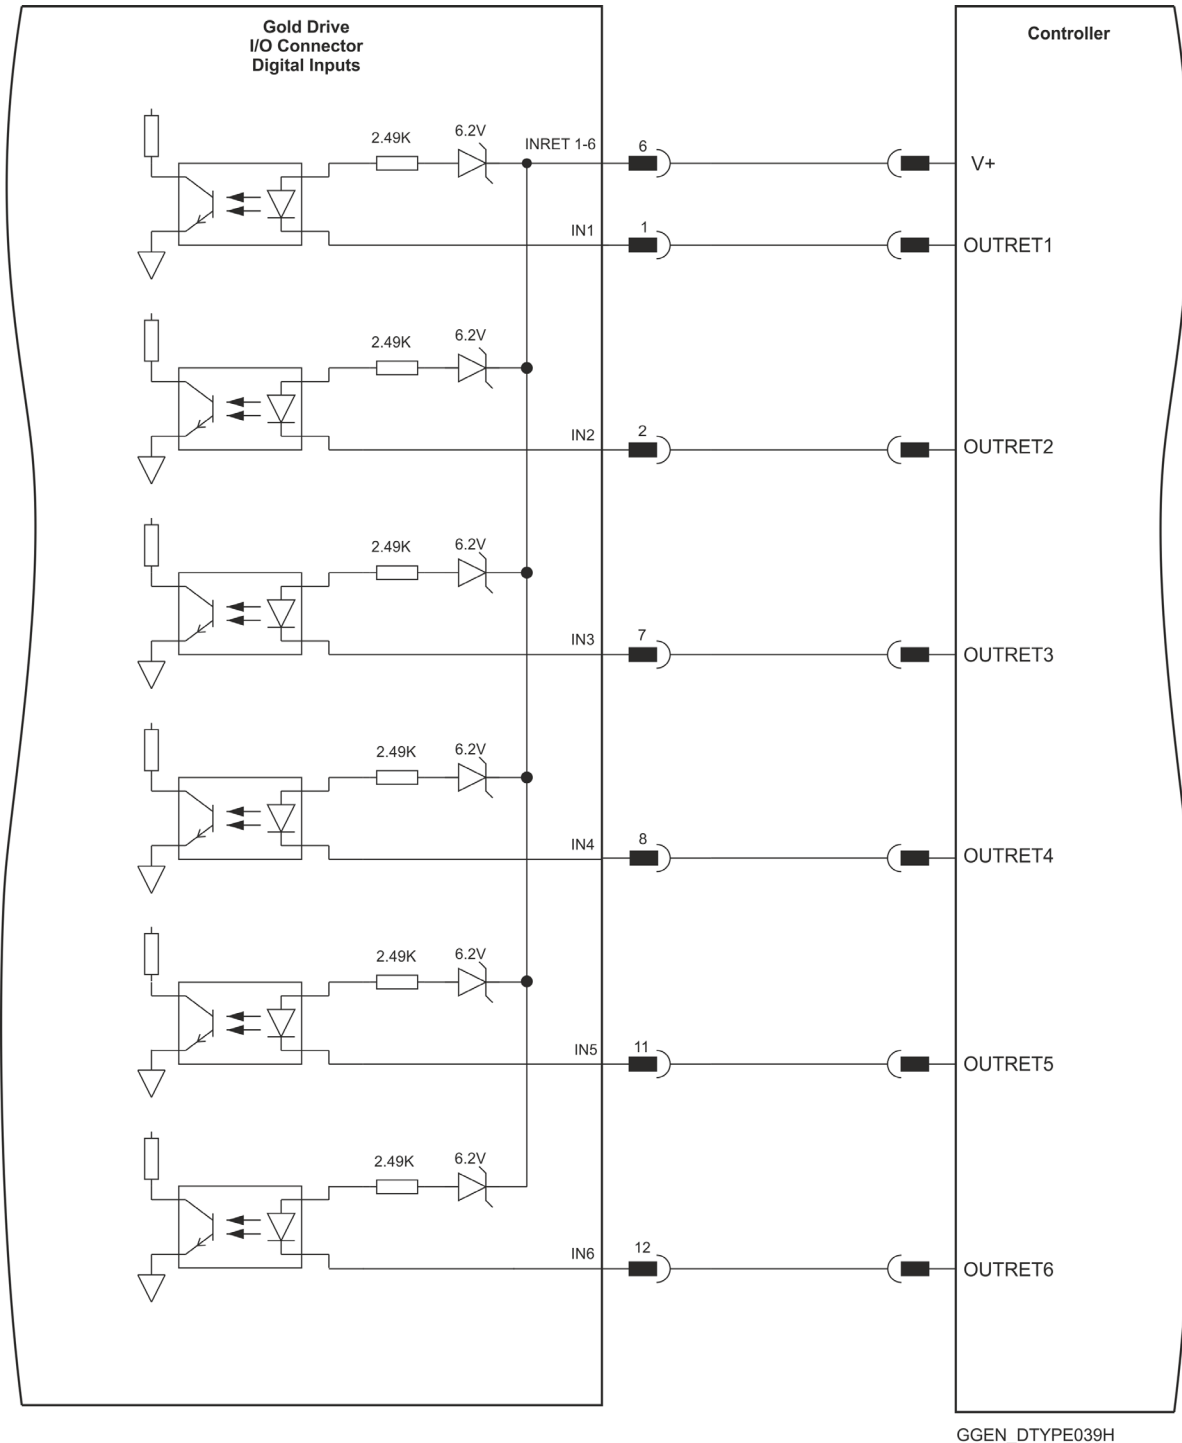 Gold Drive
I/O Connector
Digital Inputs
Controller
2.49K
6.2V
INRET 1-6
6
V+
IN1
1
OUTRET1
2.49K
6.2V
IN2
2
OUTRET2
2.49K
6.2V
IN3
7
OUTRET3
2.49K
6.2V
IN4
8
OUTRET4
2.49K
6.2V
IN5
11
OUTRET5
2.49K
6.2V
IN6
12
OUTRET6
GGEN_DTYPE039H